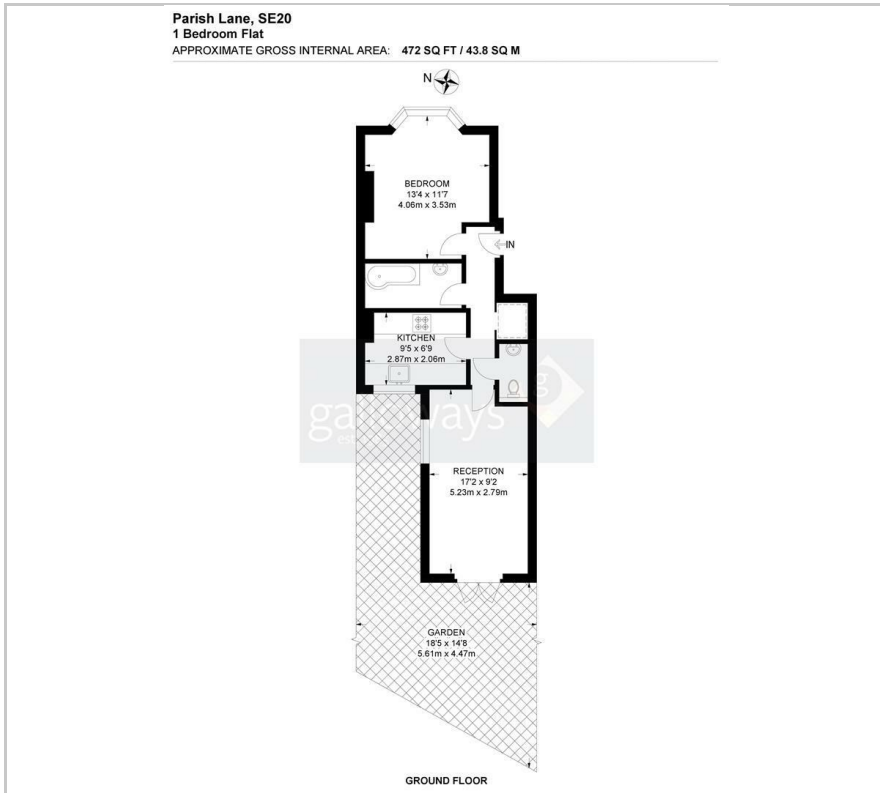 Parish Lane, SE20
1 Bedroom Flat
APPROXIMATE GROSS INTERNAL AREA: 472 SQ FT / 43.8 SQ M
N
BEDROOM
13'4 x 11'7
4.06m x 3.53m
IN
KITCHEN
9'5 x 6'9
2.87m x 2.06m
g
RECEPTION
17'2 x 9'2
5.23m x 2.79m
GARDEN
18'5 x 14'8
5.61m x 4.47m
GROUND FLOOR